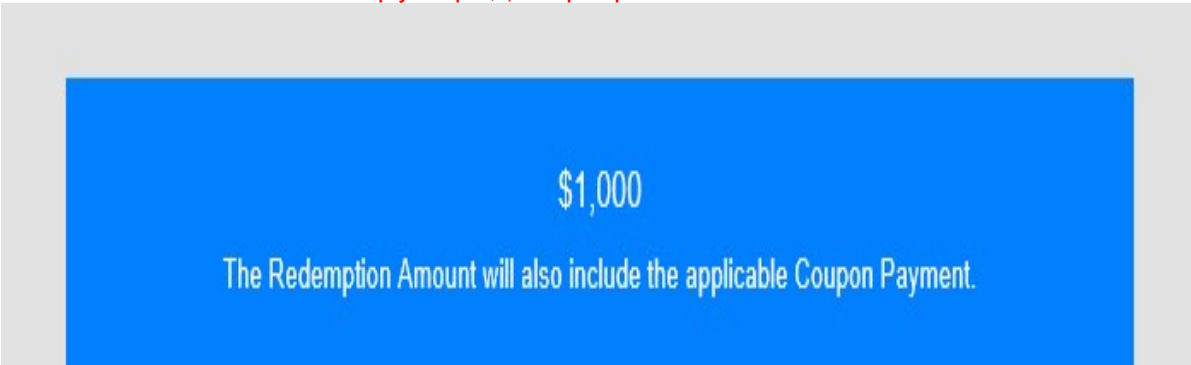 $1,000
The Redemption Amount will also include the applicable Coupon Payment.